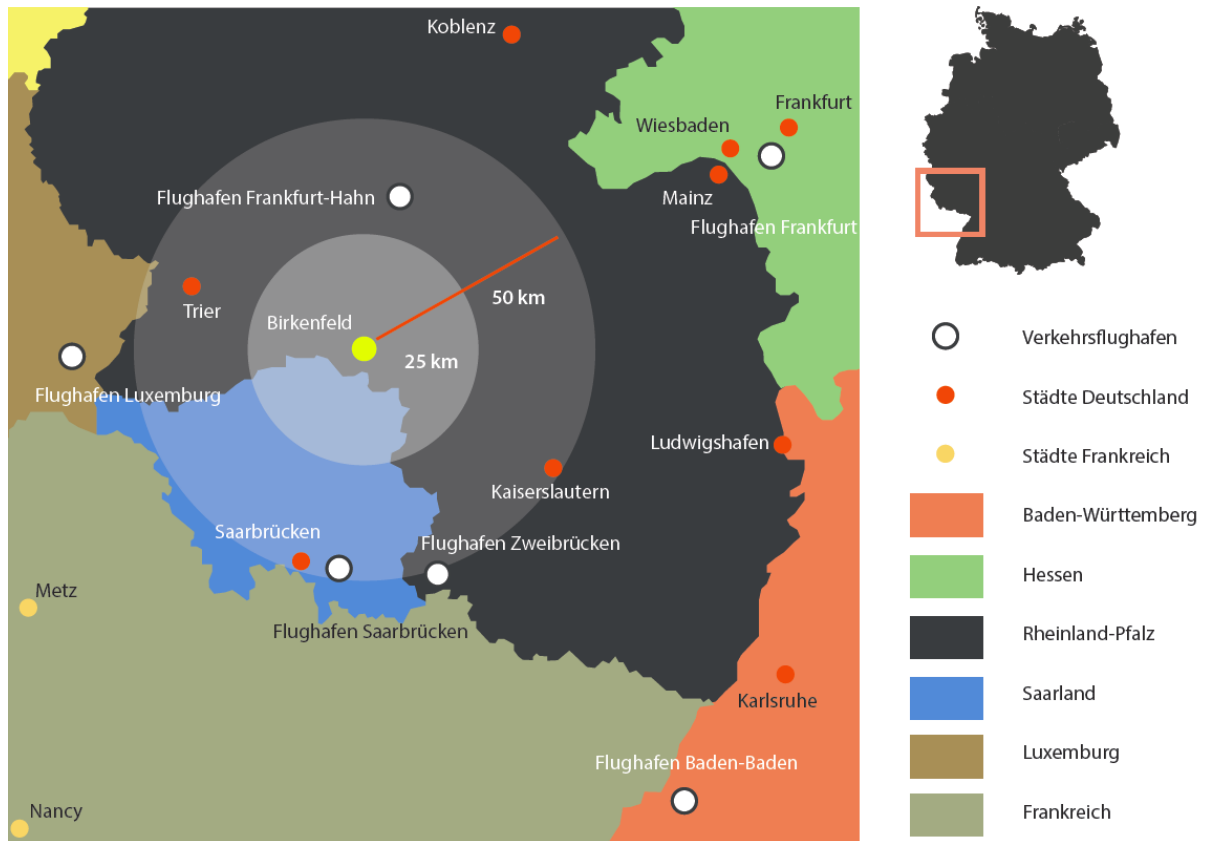 Koblenz
Frankfurt
Wiesbaden
Mainz
Flughafen Frankfurt-Hahn
Flughafen Frankfurt
Trier
50 km
Birkenfeld
25 km
Flughafen Luxemburg
Ludwigshafen
Kaiserslautern
Saarbrücken
Flughafen Zweibrücken
Metz
Flughafen Saarbrücken
Karlsruhe
Flughafen Baden-Baden
Nancy
Verkehrsflughafen
Städte Deutschland
Städte Frankreich
Baden-Württemberg
Hessen
Rheinland-Pfalz
Saarland
Luxemburg
Frankreich